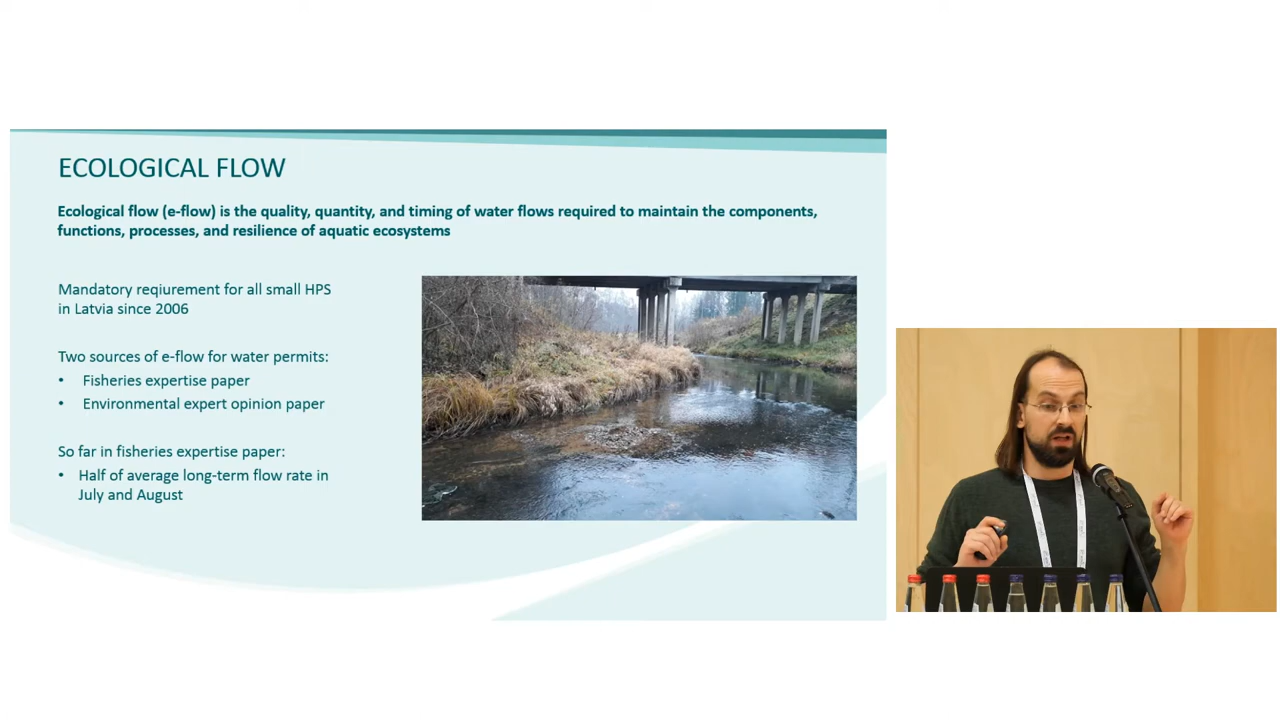 ECOLOGICAL FLOW
Ecological flow (e-flow) is the quality, quantity, and timing of water flows required to maintain the components,
functions, processes, and resilience of aquatic ecosystems
Mandatory reqiurement for all small HPS
in Latvia since 2006
Two sources of e-flow for water permits:
• Fisheries expertise paper
• Environmental expert opinion paper
So far in fisheries expertise paper:
• Half of average long-term flow rate in
July and August